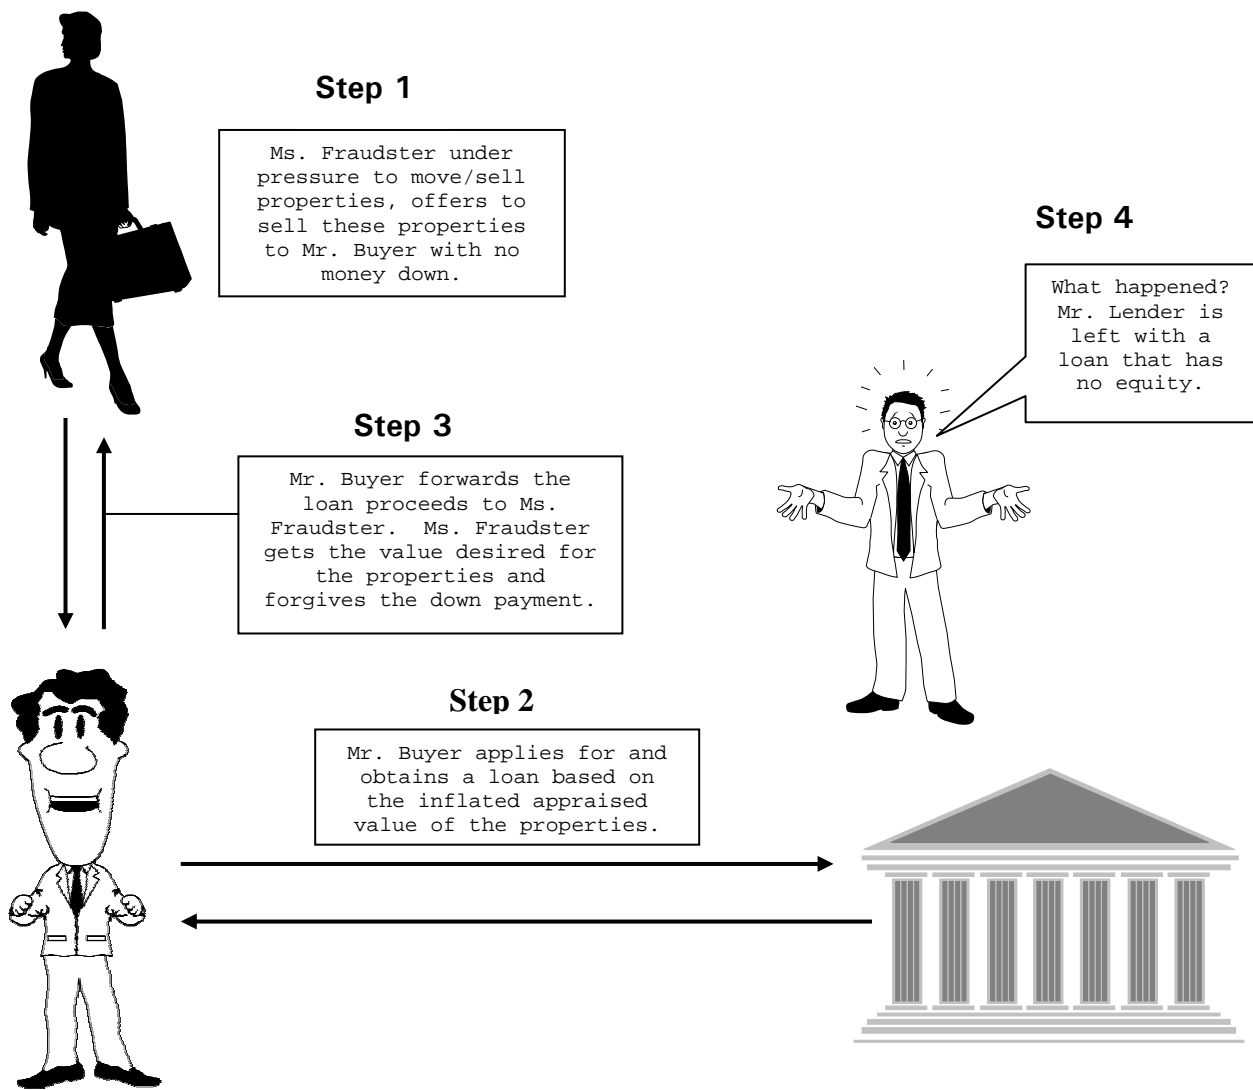 Step 1
Ms. Fraudster under
pressure to move/sell
properties, offers to
sell these properties
to Mr. Buyer with no
money down.
Step 4
What happened?
Mr. Lender is
left with a
loan that has
no equity.
Step 3
Mr. Buyer forwards the
loan proceeds to Ms.
Fraudster.  Ms. Fraudster
gets the value desired for
the properties and
forgives the down payment.
Step 2
Mr. Buyer applies for and
obtains a loan based on
the inflated appraised
value of the properties.